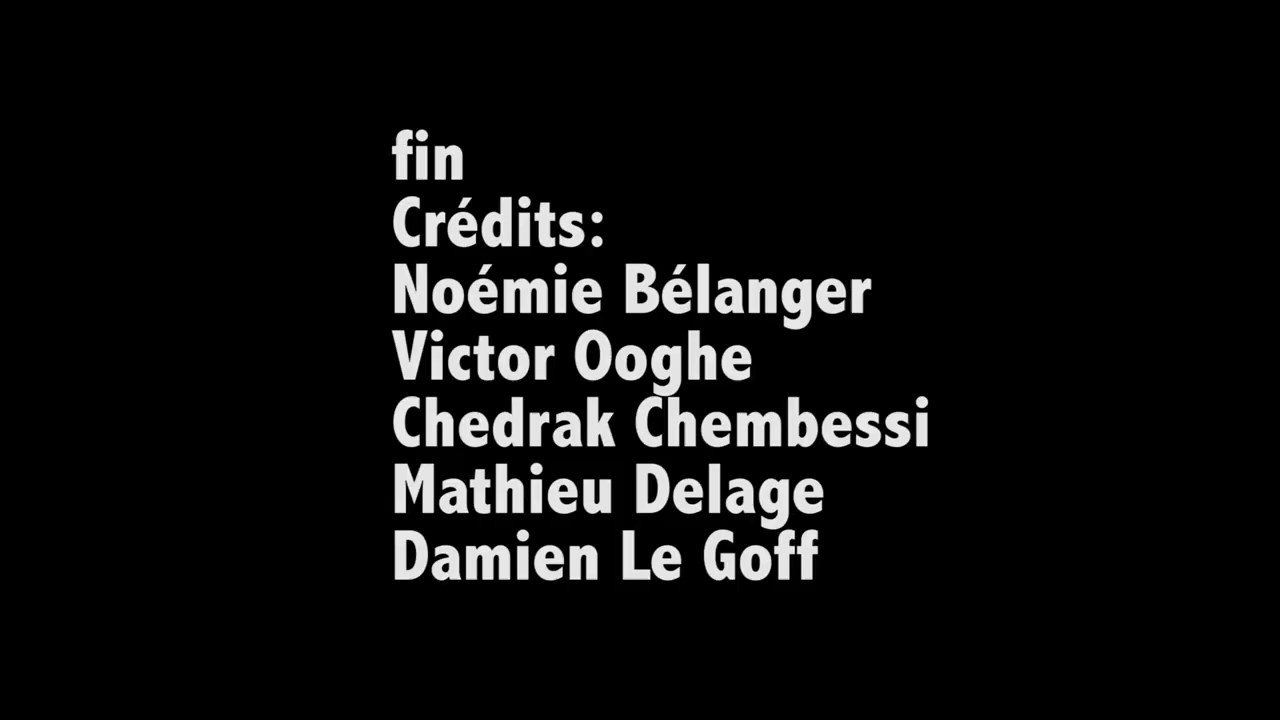 fin
Crédits:
Noémie Bélanger
Victor Ooghe
Chedrak Chembessi
Mathieu Delage
Damien Le Goff